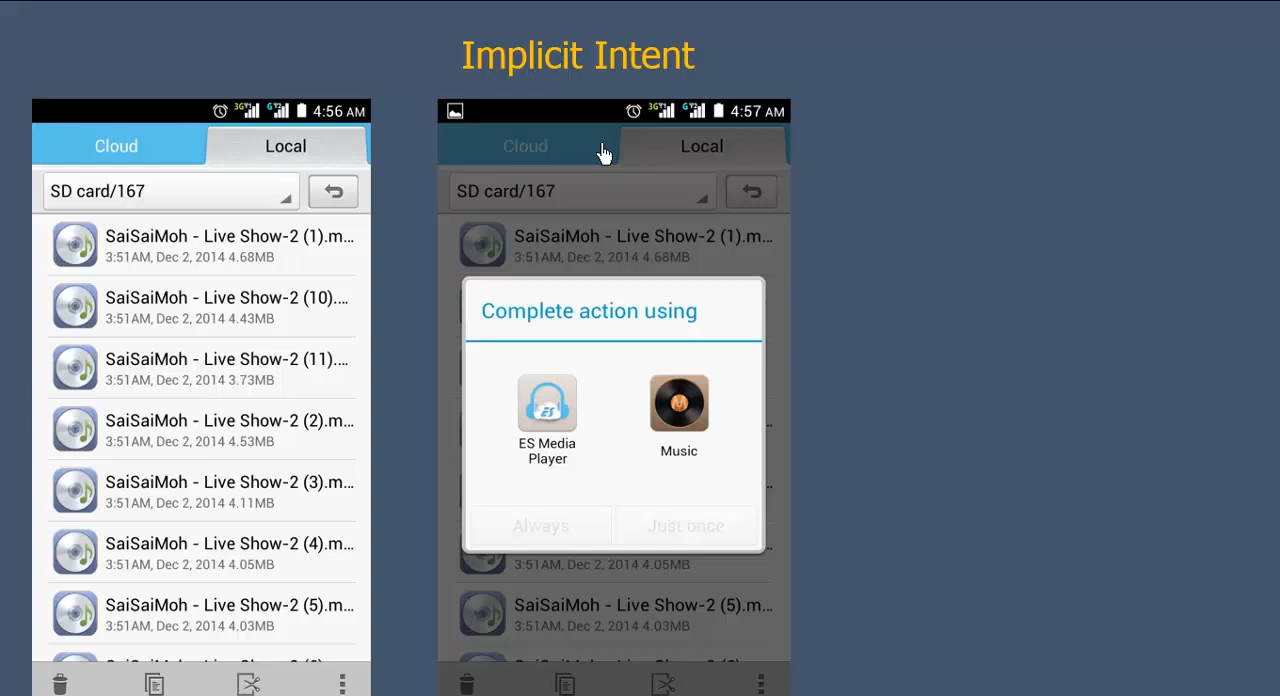 Implicit Intent
3G 4:56 AM
Cloud Local
SD card/167
SaiSaiMoh - Live Show-2 (1).m...
3:51AM, Dec 2, 2014 4.68MB
SaiSaiMoh - Live Show-2 (10)....
3:51AM, Dec 2, 2014 4.43MB
SaiSaiMoh - Live Show-2 (11)....
3:51AM, Dec 2, 2014 3.73MB
SaiSaiMoh - Live Show-2 (2).m...
3:51AM, Dec 2, 2014 4.53MB
SaiSaiMoh - Live Show-2 (3).m...
3:51AM, Dec 2, 2014 4.11MB
SaiSaiMoh - Live Show-2 (4).m...
3:51AM, Dec 2, 2014 4.05MB
SaiSaiMoh - Live Show-2 (5).m...
3:51AM, Dec 2, 2014 4.03MB
3G 4:57 AM
Cloud Local
SD card/167
SaiSaiMoh - Live Show-2 (1).m...
3:51AM, Dec 2, 2014 4.68MB
Complete action using
ES
ES Media
Player
Music
Always Just once
3:51AM, Dec 2, 2014 4.05MB
SaiSaiMoh - Live Show-2 (5).m...
3:51AM, Dec 2, 2014 4.03MB